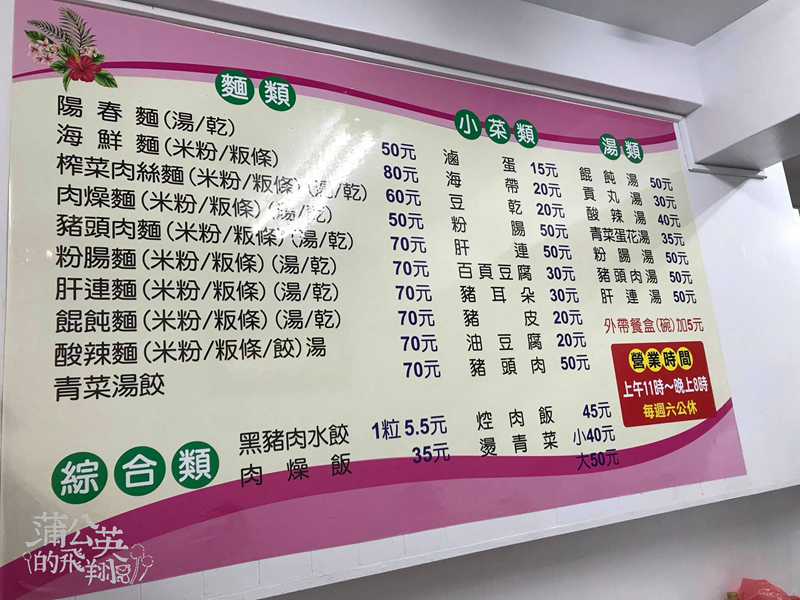 麵類
陽春麵(湯/乾) 50元
海鮮麵(米粉/粄條) 80元
榨菜肉絲麵(米粉/粄條)(湯/乾) 60元
肉燥麵(米粉/粄條)(湯/乾) 50元
豬頭肉麵(米粉/粄條)(湯/乾) 70元
粉腸麵(米粉/粄條)(湯/乾) 70元
肝連麵(米粉/粄條)(湯/乾) 70元
餛飩麵(米粉/粄條)(湯/乾) 70元
酸辣麵(米粉/粄條/餃)湯 70元
青菜湯餃 70元
小菜類
滷蛋 15元
海帶 20元
豆乾 20元
粉腸 50元
肝連 50元
百頁豆腐 30元
豬耳朵 30元
豬皮 20元
油豆腐 20元
豬頭肉 50元
湯類
餛飩湯 50元
貢丸湯 30元
酸辣湯 40元
青菜蛋花湯 35元
粉腸湯 50元
豬頭肉湯 50元
肝連湯 50元
外帶餐盒(碗)加5元
營業時間
上午11時～晚上8時
每週六公休
綜合類
黑豬肉水餃 1粒5.5元
肉燥飯 35元
焢肉飯 45元
燙青菜 小40元
大50元
蒲公英
的飛翔